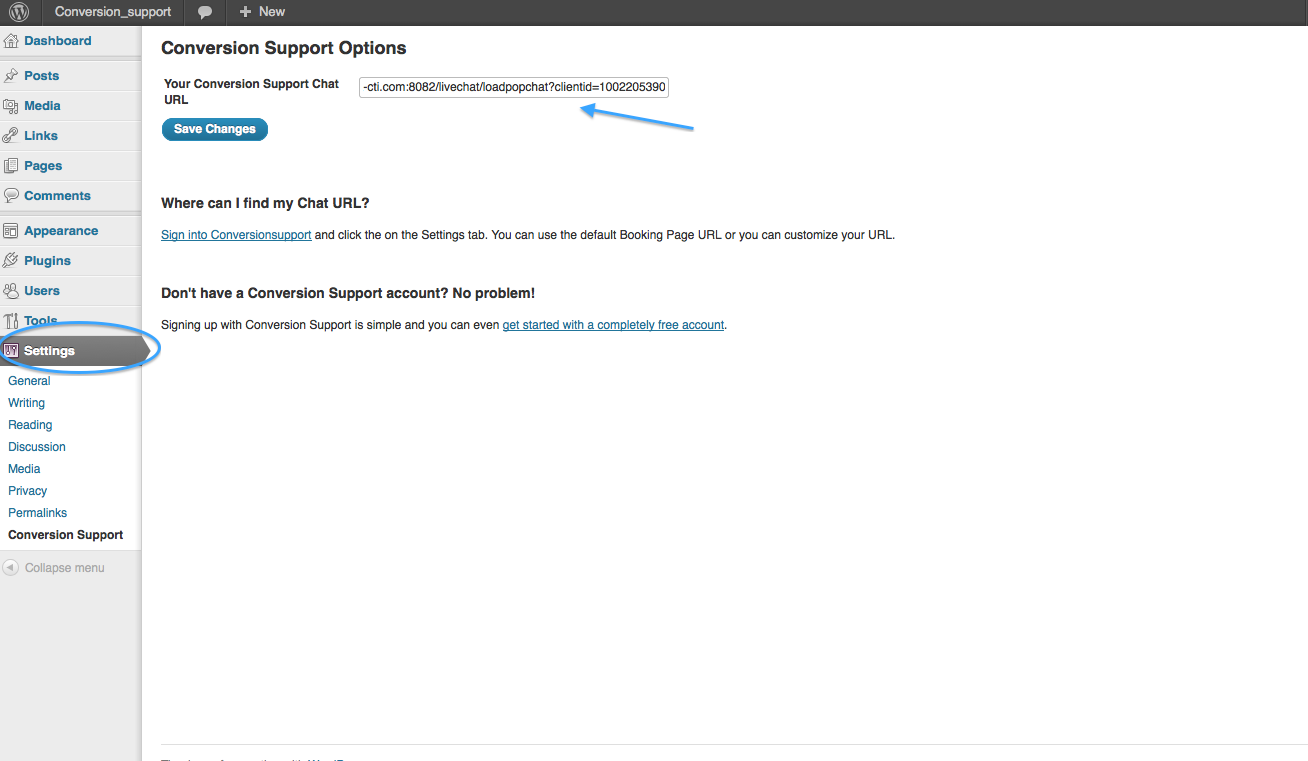 Conversion_support
New
Dashboard
Posts
Media
Links
Pages
Comments
Appearance
Plugins
Users
Tools
Settings
General
Writing
Reading
Discussion
Media
Privacy
Permalinks
Conversion Support
Collapse menu
Conversion Support Options
Your Conversion Support Chat
URL
-cti.com:8082/livechat/loadpopchat?clientid=1002205390
Save Changes
Where can I find my Chat URL?
Sign into Conversionsupport and click the on the Settings tab. You can use the default Booking Page URL or you can customize your URL.
Don't have a Conversion Support account? No problem!
Signing up with Conversion Support is simple and you can even get started with a completely free account.